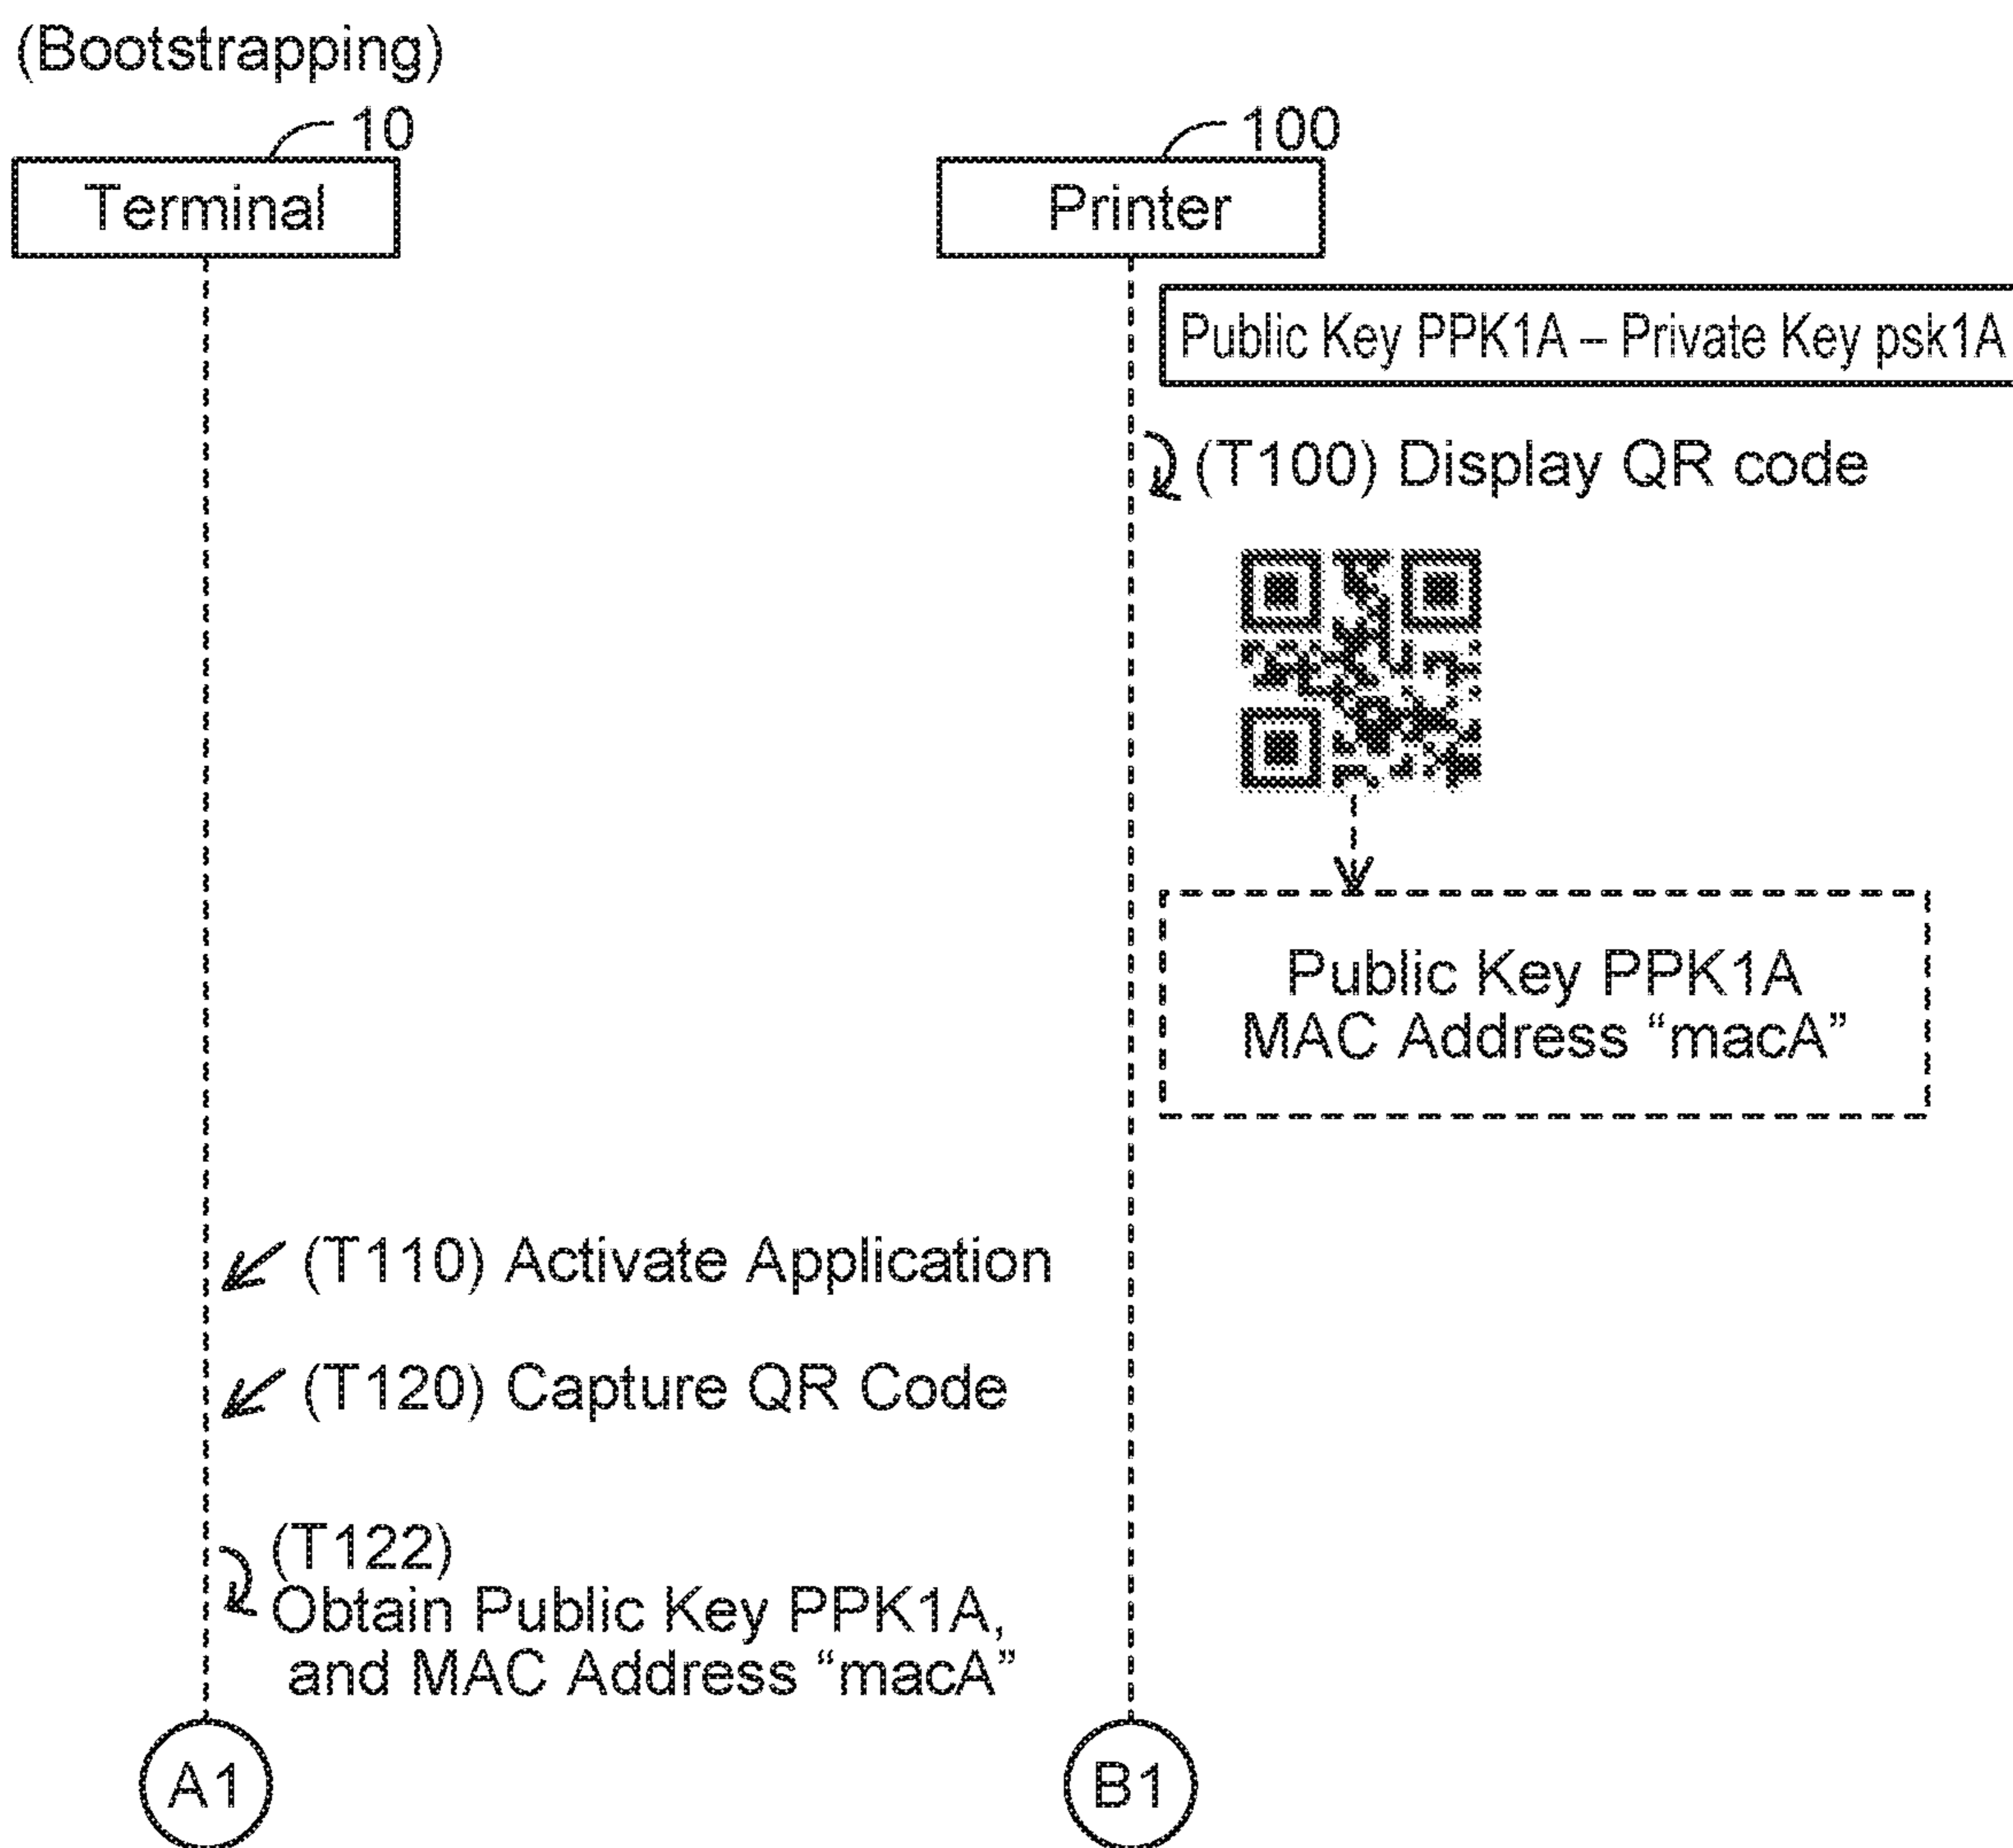 (Bootstrapping)
10
100
Terminal
Printer
Public Key PPK1A – Private Key psk1A
(T100) Display QR code
Public Key PPK1A
MAC Address “macA”
(T110) Activate Application
(T120) Capture QR Code
(T122)
Obtain Public Key PPK1A,
and MAC Address “macA”
A1
B1